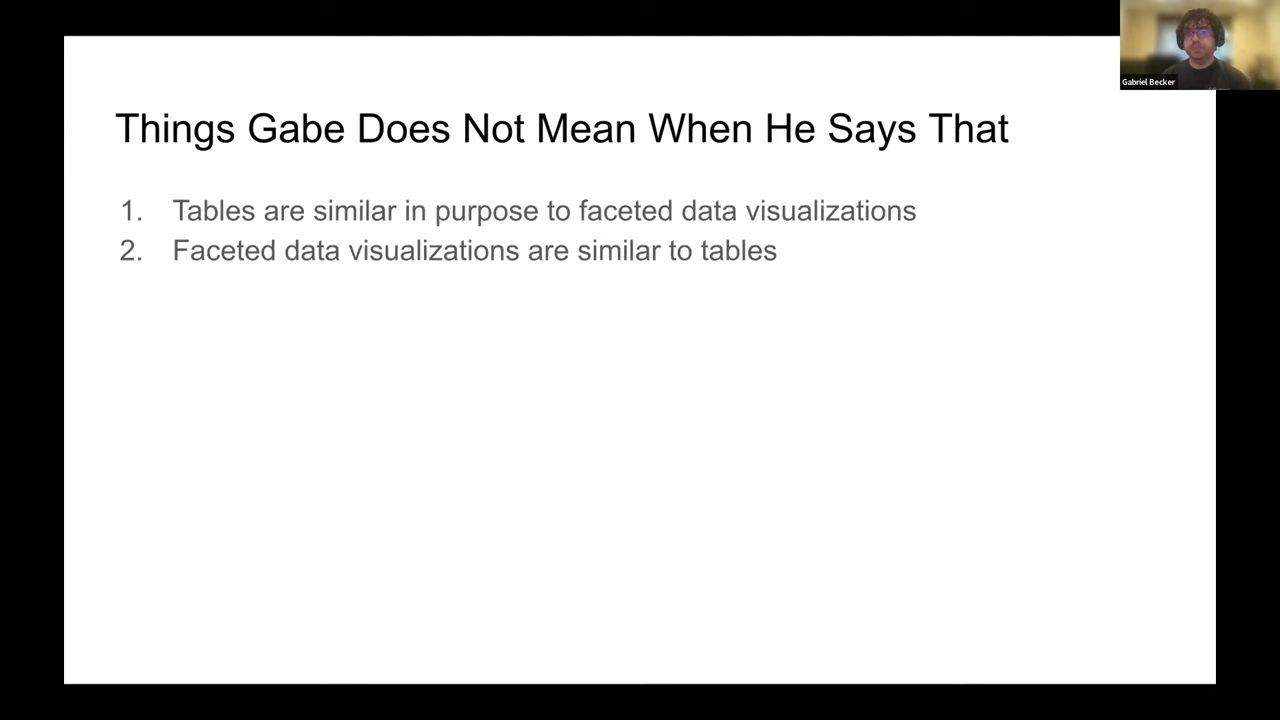 Things Gabe Does Not Mean When He Says That
1. Tables are similar in purpose to faceted data visualizations
2. Faceted data visualizations are similar to tables
Gabriel Becker